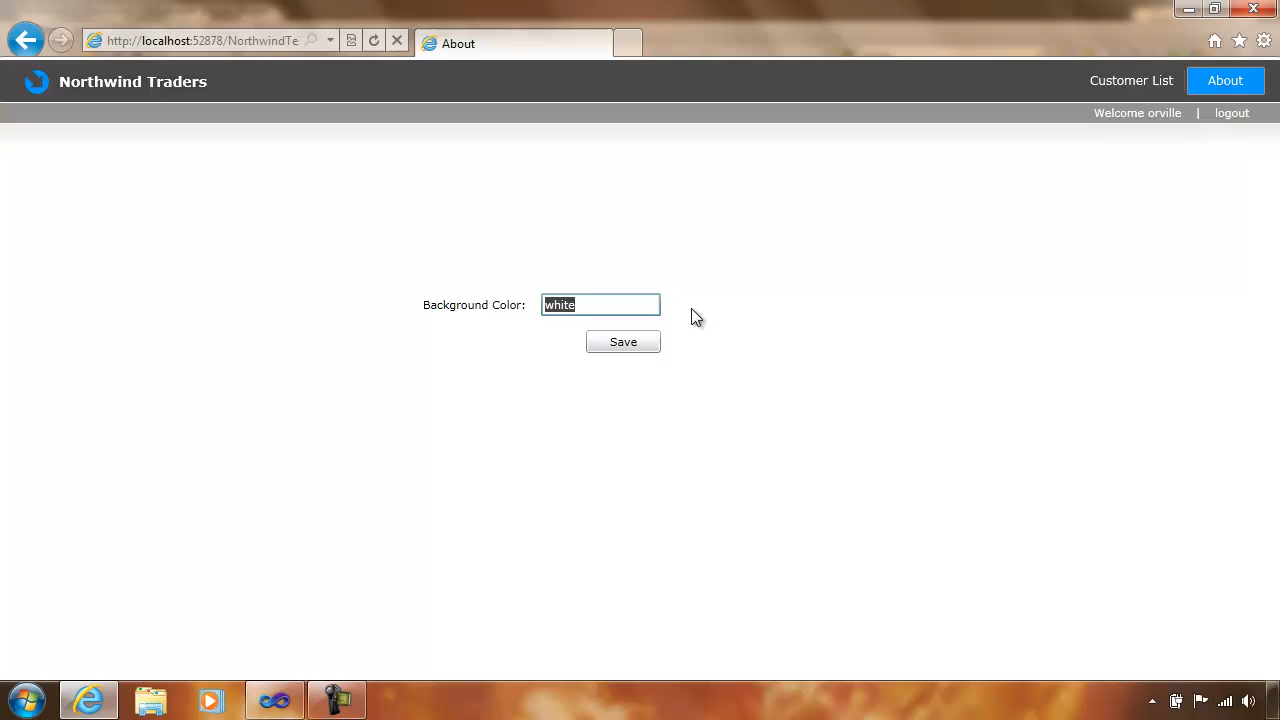 http://localhost:52878/NorthwindTe
About
Northwind Traders
Customer List
About
Welcome orville | logout
Background Color: white
Save